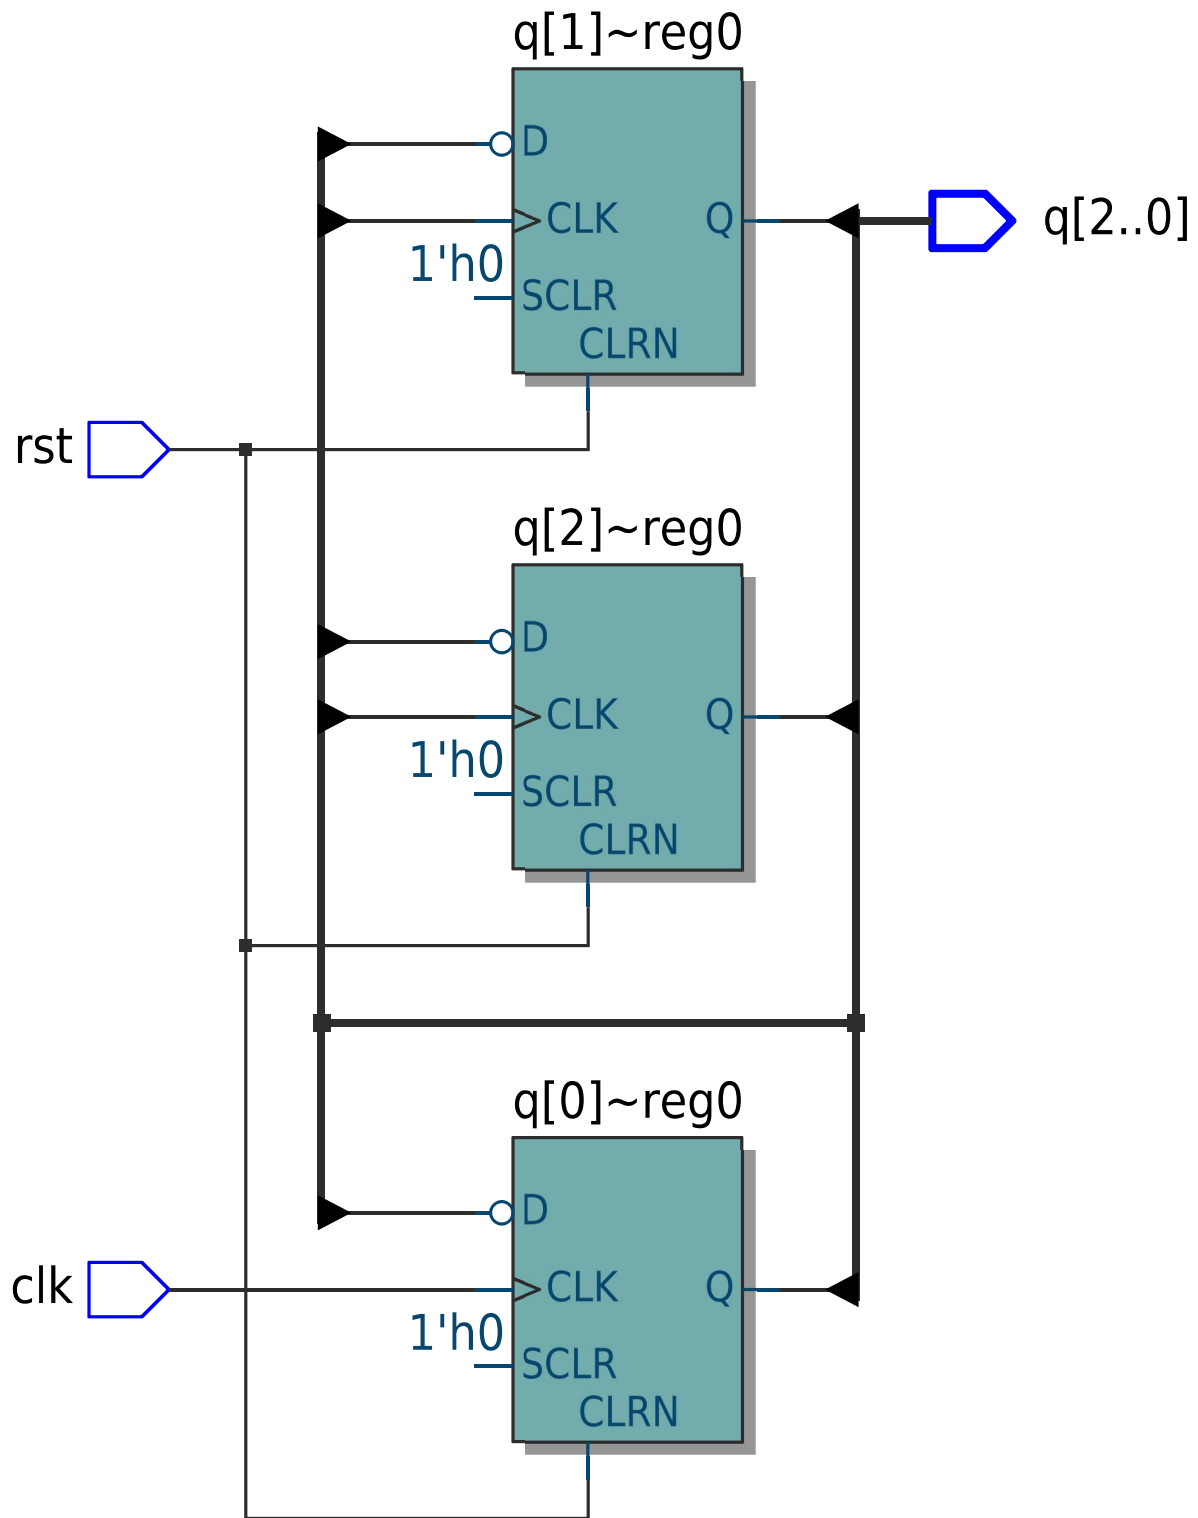 q[1]~reg0
D
CLK
Q
q[2..0]
1'h0
SCLR
CLRN
rst
q[2]~reg0
D
CLK
Q
1'h0
SCLR
CLRN
q[0]~reg0
D
clk
CLK
Q
1'h0
SCLR
CLRN